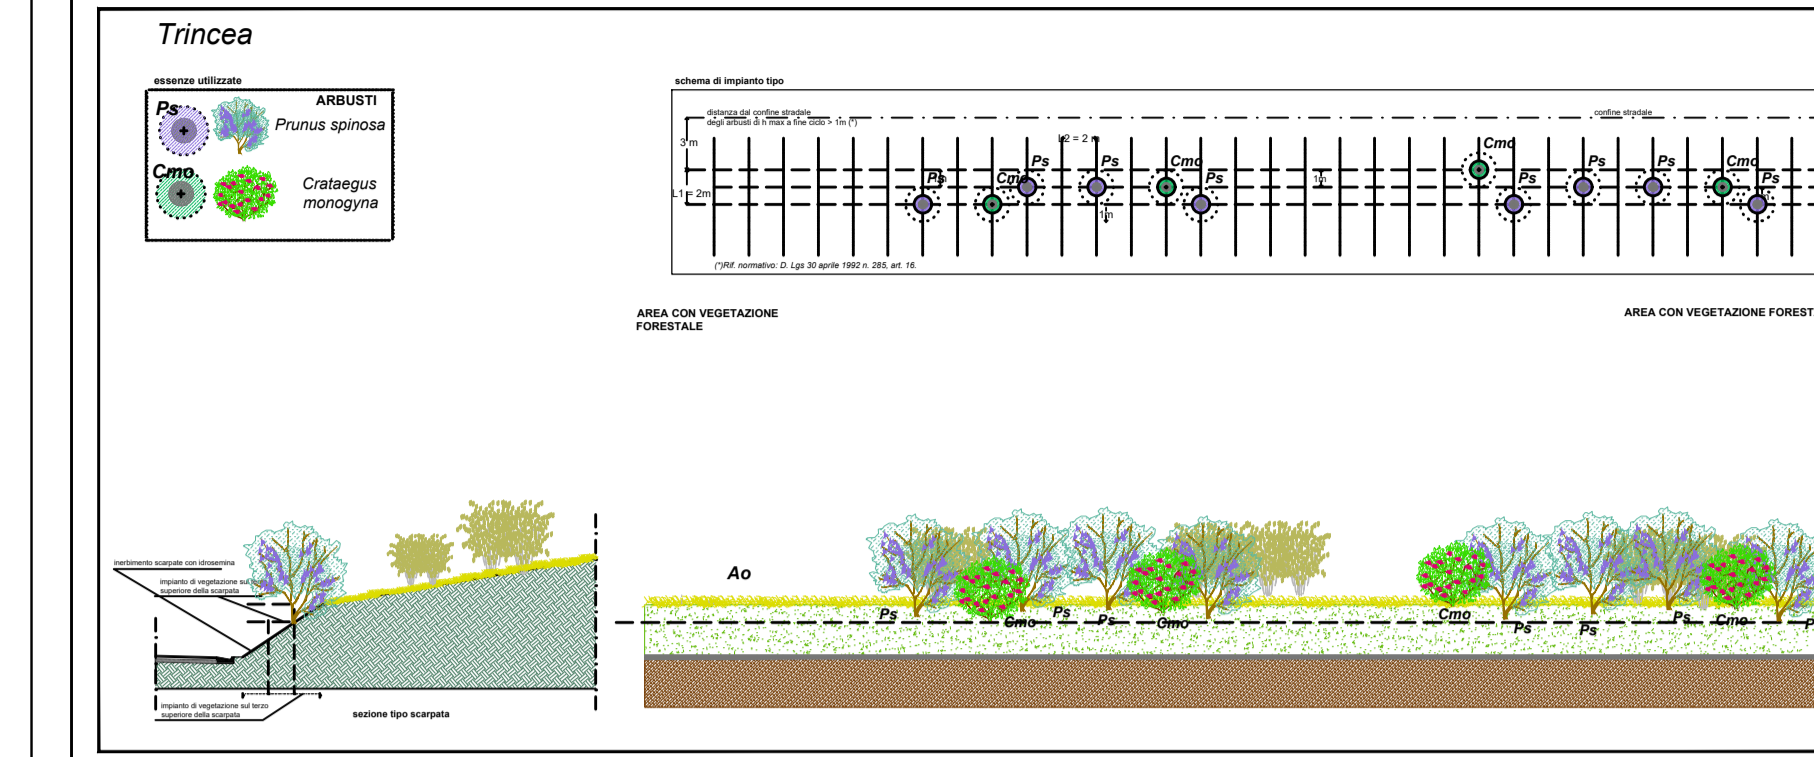 Trincea
essenze utilizzate
Ps
ARBUSTI
Prunus spinosa
Cmo
Crataegus
monogyna
schema di impianto tipo
distanza dal confine stradale
degli arbusti di h max a fine ciclo > 1m (*)
confine stradale
3 m
L2 = 2 m
L1 = 2m
Ps
Cmo
Ps
Ps
Cmo
Ps
1m
1m
Cmo
Ps
Ps
Ps
Cmo
Ps
(*)Rif. normativo: D. Lgs 30 aprile 1992 n. 285, art. 16.
AREA CON VEGETAZIONE
FORESTALE
AREA CON VEGETAZIONE FOREST
inerbimento scarpate con idrosemina
impianto di vegetazione sul
superiore della scarpata
impianto di vegetazione sul terzo
superiore della scarpata
sezione tipo scarpata
Ao
Ps
Cmo
Ps
Ps
Cmo
Cmo
Ps
Ps
Ps
Cmo